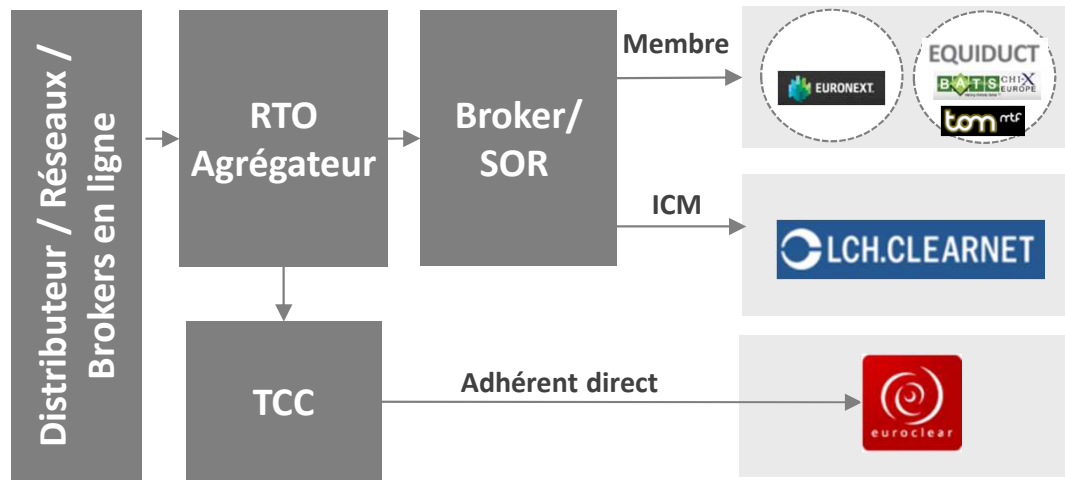 Distributeur / Réseaux /
Brokers en ligne
RTO
Agrégateur
Broker/
SOR
Membre
EURONEXT.
EQUIDUCT
BATS CHI-X
EUROPE
tom mtf
ICM
LCH.CLEARNET
TCC
Adhérent direct
euroclear